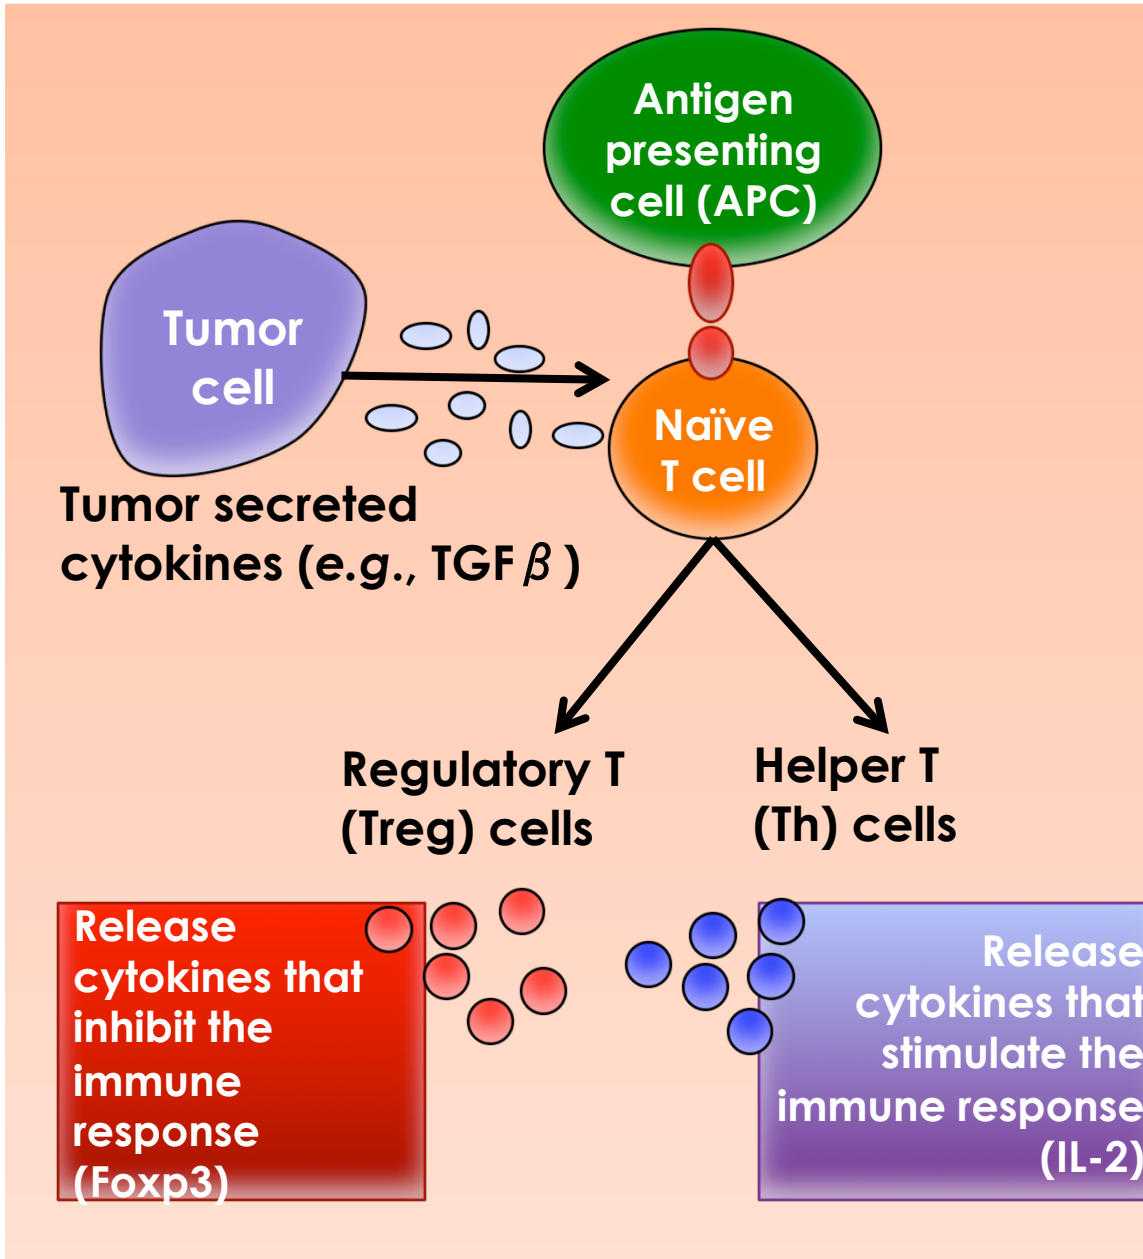 Antigen
presenting
cell (APC)
Tumor
cell
Naïve
T cell
Tumor secreted
cytokines (e.g., TGFβ)
Regulatory T
(Treg) cells
Helper T
(Th) cells
Release
cytokines that
inhibit the
immune
response
(Foxp3)
Release
cytokines that
stimulate the
immune response
(IL-2)